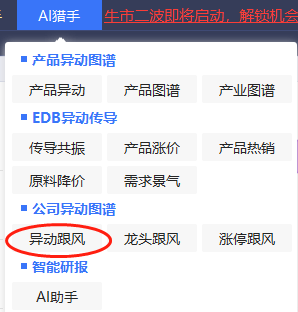 AI猎手 牛市二波即将启动，解锁机会
产品异动图谱
产品异动 产品图谱 产业图谱
EDB异动传导
传导共振 产品涨价 产品热销
原料降价 需求景气
公司异动图谱
异动跟风 龙头跟风 涨停跟风
智能研报
AI助手